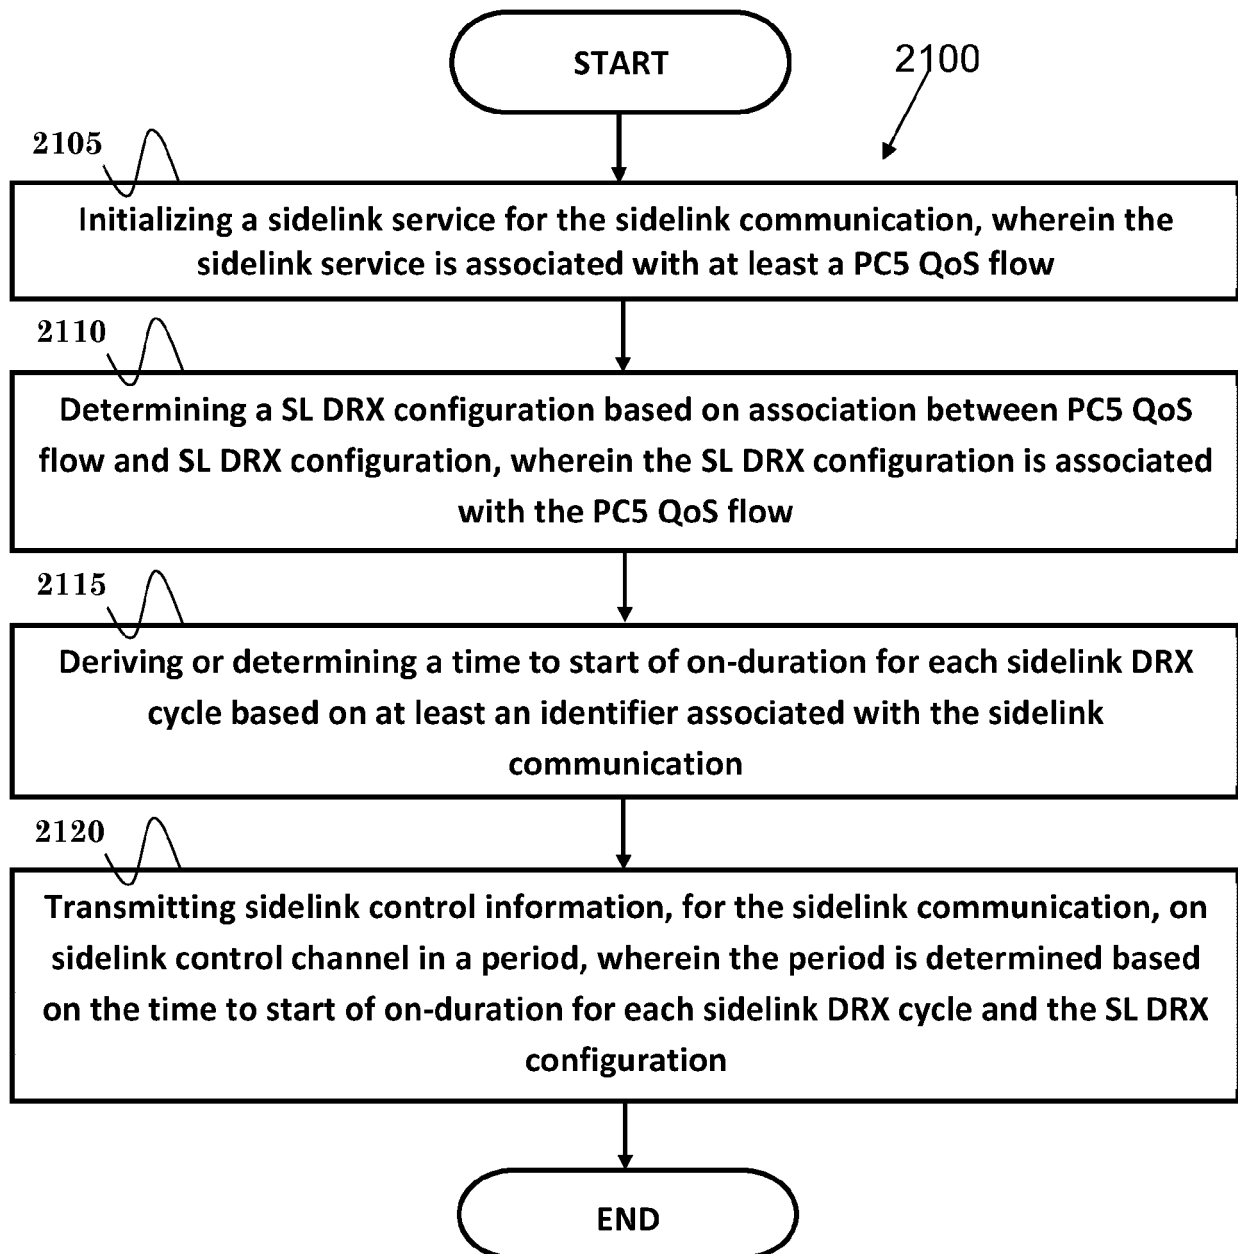 START
2100
2105
Initializing a sidelink service for the sidelink communication, wherein the
sidelink service is associated with at least a PC5 QoS flow
2110
Determining a SL DRX configuration based on association between PC5 QoS
flow and SL DRX configuration, wherein the SL DRX configuration is associated
with the PC5 QoS flow
2115
Deriving or determining a time to start of on-duration for each sidelink DRX
cycle based on at least an identifier associated with the sidelink
communication
2120
Transmitting sidelink control information, for the sidelink communication, on
sidelink control channel in a period, wherein the period is determined based
on the time to start of on-duration for each sidelink DRX cycle and the SL DRX
configuration
END